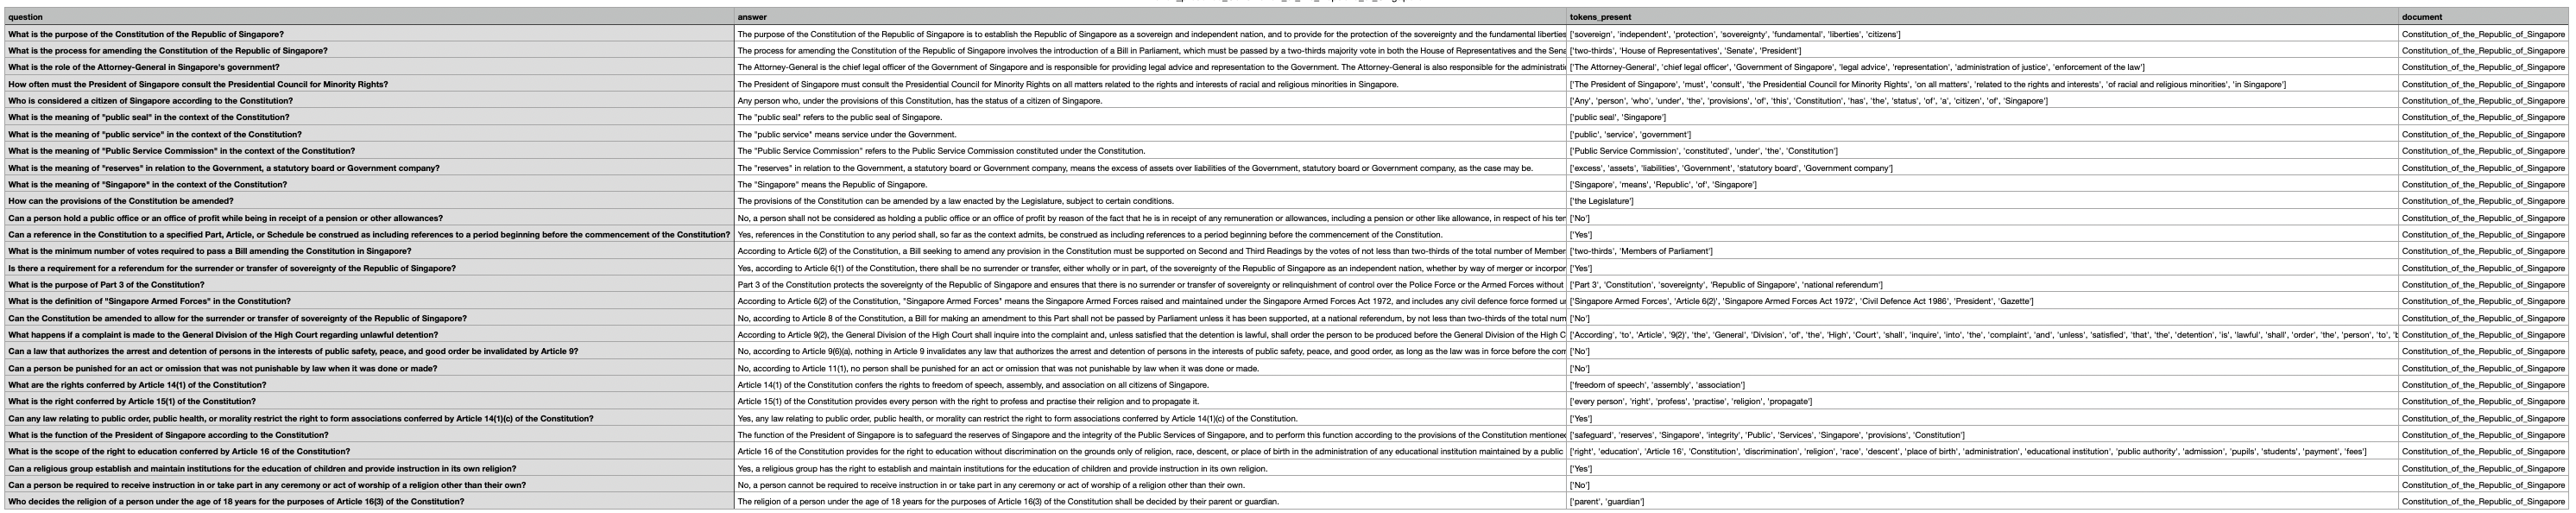 question answer tokens_present document
What is the purpose of the Constitution of the Republic of Singapore? The purpose of the Constitution of the Republic of Singapore is to establish the Republic of Singapore as a sovereign and independent nation, and to provide for the protection of the sovereignty and the fundamental liberties ['sovereign', 'independent', 'protection', 'sovereignty', 'fundamental', 'liberties', 'citizens'] Constitution_of_the_Republic_of_Singapore
What is the process for amending the Constitution of the Republic of Singapore? The process for amending the Constitution of the Republic of Singapore involves the introduction of a Bill in Parliament, which must be passed by a two-thirds majority vote in both the House of Representatives and the Sena ['two-thirds', 'House of Representatives', 'Senate', 'President'] Constitution_of_the_Republic_of_Singapore
What is the role of the Attorney-General in Singapore's government? The Attorney-General is the chief legal officer of the Government of Singapore and is responsible for providing legal advice and representation to the Government. The Attorney-General is also responsible for the administratio ['The Attorney-General', 'chief legal officer', 'Government of Singapore', 'legal advice', 'representation', 'administration of justice', 'enforcement of the law'] Constitution_of_the_Republic_of_Singapore
How often must the President of Singapore consult the Presidential Council for Minority Rights? The President of Singapore must consult the Presidential Council for Minority Rights on all matters related to the rights and interests of racial and religious minorities in Singapore. ['The President of Singapore', 'must', 'consult', 'the Presidential Council for Minority Rights', 'on all matters', 'related to the rights and interests', 'of racial and religious minorities', 'in Singapore'] Constitution_of_the_Republic_of_Singapore
Who is considered a citizen of Singapore according to the Constitution? Any person who, under the provisions of this Constitution, has the status of a citizen of Singapore. ['Any', 'person', 'who', 'under', 'the', 'provisions', 'of', 'this', 'Constitution', 'has', 'the', 'status', 'of', 'a', 'citizen', 'of', 'Singapore'] Constitution_of_the_Republic_of_Singapore
What is the meaning of "public seal" in the context of the Constitution? The "public seal" refers to the public seal of Singapore. ['public seal', 'Singapore'] Constitution_of_the_Republic_of_Singapore
What is the meaning of "public service" in the context of the Constitution? The "public service" means service under the Government. ['public', 'service', 'government'] Constitution_of_the_Republic_of_Singapore
What is the meaning of "Public Service Commission" in the context of the Constitution? The "Public Service Commission" refers to the Public Service Commission constituted under the Constitution. ['Public Service Commission', 'constituted', 'under', 'the', 'Constitution'] Constitution_of_the_Republic_of_Singapore
What is the meaning of "reserves" in relation to the Government, a statutory board or Government company? The "reserves" in relation to the Government, a statutory board or Government company, means the excess of assets over liabilities of the Government, statutory board or Government company, as the case may be. ['excess', 'assets', 'liabilities', 'Government', 'statutory board', 'Government company'] Constitution_of_the_Republic_of_Singapore
What is the meaning of "Singapore" in the context of the Constitution? The "Singapore" means the Republic of Singapore. ['Singapore', 'means', 'Republic', 'of', 'Singapore'] Constitution_of_the_Republic_of_Singapore
How can the provisions of the Constitution be amended? The provisions of the Constitution can be amended by a law enacted by the Legislature, subject to certain conditions. ['the Legislature'] Constitution_of_the_Republic_of_Singapore
Can a person hold a public office or an office of profit while being in receipt of a pension or other allowances? No, a person shall not be considered as holding a public office or an office of profit by reason of the fact that he is in receipt of any remuneration or allowances, including a pension or other like allowance, in respect of his ten ['No'] Constitution_of_the_Republic_of_Singapore
Can a reference in the Constitution to a specified Part, Article, or Schedule be construed as including references to a period beginning before the commencement of the Constitution? Yes, references in the Constitution to any period shall, so far as the context admits, be construed as including references to a period beginning before the commencement of the Constitution. ['Yes'] Constitution_of_the_Republic_of_Singapore
What is the minimum number of votes required to pass a Bill amending the Constitution in Singapore? According to Article 6(2) of the Constitution, a Bill seeking to amend any provision in the Constitution must be supported on Second and Third Readings by the votes of not less than two-thirds of the total number of Member ['two-thirds', 'Members of Parliament'] Constitution_of_the_Republic_of_Singapore
Is there a requirement for a referendum for the surrender or transfer of sovereignty of the Republic of Singapore? Yes, according to Article 6(1) of the Constitution, there shall be no surrender or transfer, either wholly or in part, of the sovereignty of the Republic of Singapore as an independent nation, whether by way of merger or incorpor ['Yes'] Constitution_of_the_Republic_of_Singapore
What is the purpose of Part 3 of the Constitution? Part 3 of the Constitution protects the sovereignty of the Republic of Singapore and ensures that there is no surrender or transfer of sovereignty or relinquishment of control over the Police Force or the Armed Forces without ['Part 3', 'Constitution', 'sovereignty', 'Republic of Singapore', 'national referendum'] Constitution_of_the_Republic_of_Singapore
What is the definition of "Singapore Armed Forces" in the Constitution? According to Article 6(2) of the Constitution, "Singapore Armed Forces" means the Singapore Armed Forces raised and maintained under the Singapore Armed Forces Act 1972, and includes any civil defence force formed ur ['Singapore Armed Forces', 'Article 6(2)', 'Singapore Armed Forces Act 1972', 'Civil Defence Act 1986', 'President', 'Gazette'] Constitution_of_the_Republic_of_Singapore
Can the Constitution be amended to allow for the surrender or transfer of sovereignty of the Republic of Singapore? No, according to Article 8 of the Constitution, a Bill for making an amendment to this Part shall not be passed by Parliament unless it has been supported, at a national referendum, by not less than two-thirds of the total num ['No'] Constitution_of_the_Republic_of_Singapore
What happens if a complaint is made to the General Division of the High Court regarding unlawful detention? According to Article 9(2), the General Division of the High Court shall inquire into the complaint and, unless satisfied that the detention is lawful, shall order the person to be produced before the General Division of the High C ['According', 'to', 'Article', '9(2)', 'the', 'General', 'Division', 'of', 'the', 'High', 'Court', 'shall', 'inquire', 'into', 'the', 'complaint', 'and', 'unless', 'satisfied', 'that', 'the', 'detention', 'is', 'lawful', 'shall', 'order', 'the', 'person', 'to', 'b Constitution_of_the_Republic_of_Singapore
Can a law that authorizes the arrest and detention of persons in the interests of public safety, peace, and good order be invalidated by Article 9? No, according to Article 9(6)(a), nothing in Article 9 invalidates any law that authorizes the arrest and detention of persons in the interests of public safety, peace, and good order, as long as the law was in force before the com ['No'] Constitution_of_the_Republic_of_Singapore
Can a person be punished for an act or omission that was not punishable by law when it was done or made? No, according to Article 11(1), no person shall be punished for an act or omission that was not punishable by law when it was done or made. ['No'] Constitution_of_the_Republic_of_Singapore
What are the rights conferred by Article 14(1) of the Constitution? Article 14(1) of the Constitution confers the rights to freedom of speech, assembly, and association on all citizens of Singapore. ['freedom of speech', 'assembly', 'association'] Constitution_of_the_Republic_of_Singapore
What is the right conferred by Article 15(1) of the Constitution? Article 15(1) of the Constitution provides every person with the right to profess and practise their religion and to propagate it. ['every person', 'right', 'profess', 'practise', 'religion', 'propagate'] Constitution_of_the_Republic_of_Singapore
Can any law relating to public order, public health, or morality restrict the right to form associations conferred by Article 14(1)(c) of the Constitution? Yes, any law relating to public order, public health, or morality can restrict the right to form associations conferred by Article 14(1)(c) of the Constitution. ['Yes'] Constitution_of_the_Republic_of_Singapore
What is the function of the President of Singapore according to the Constitution? The function of the President of Singapore is to safeguard the reserves of Singapore and the integrity of the Public Services of Singapore, and to perform this function according to the provisions of the Constitution mentioned ['safeguard', 'reserves', 'Singapore', 'integrity', 'Public', 'Services', 'Singapore', 'provisions', 'Constitution'] Constitution_of_the_Republic_of_Singapore
What is the scope of the right to education conferred by Article 16 of the Constitution? Article 16 of the Constitution provides for the right to education without discrimination on the grounds only of religion, race, descent, or place of birth in the administration of any educational institution maintained by a public ['right', 'education', 'Article 16', 'Constitution', 'discrimination', 'religion', 'race', 'descent', 'place of birth', 'administration', 'educational institution', 'public authority', 'admission', 'pupils', 'students', 'payment', 'fees'] Constitution_of_the_Republic_of_Singapore
Can a religious group establish and maintain institutions for the education of children and provide instruction in its own religion? Yes, a religious group has the right to establish and maintain institutions for the education of children and provide instruction in its own religion. ['Yes'] Constitution_of_the_Republic_of_Singapore
Can a person be required to receive instruction in or take part in any ceremony or act of worship of a religion other than their own? No, a person cannot be required to receive instruction in or take part in any ceremony or act of worship of a religion other than their own. ['No'] Constitution_of_the_Republic_of_Singapore
Who decides the religion of a person under the age of 18 years for the purposes of Article 16(3) of the Constitution? The religion of a person under the age of 18 years for the purposes of Article 16(3) of the Constitution shall be decided by their parent or guardian. ['parent', 'guardian'] Constitution_of_the_Republic_of_Singapore